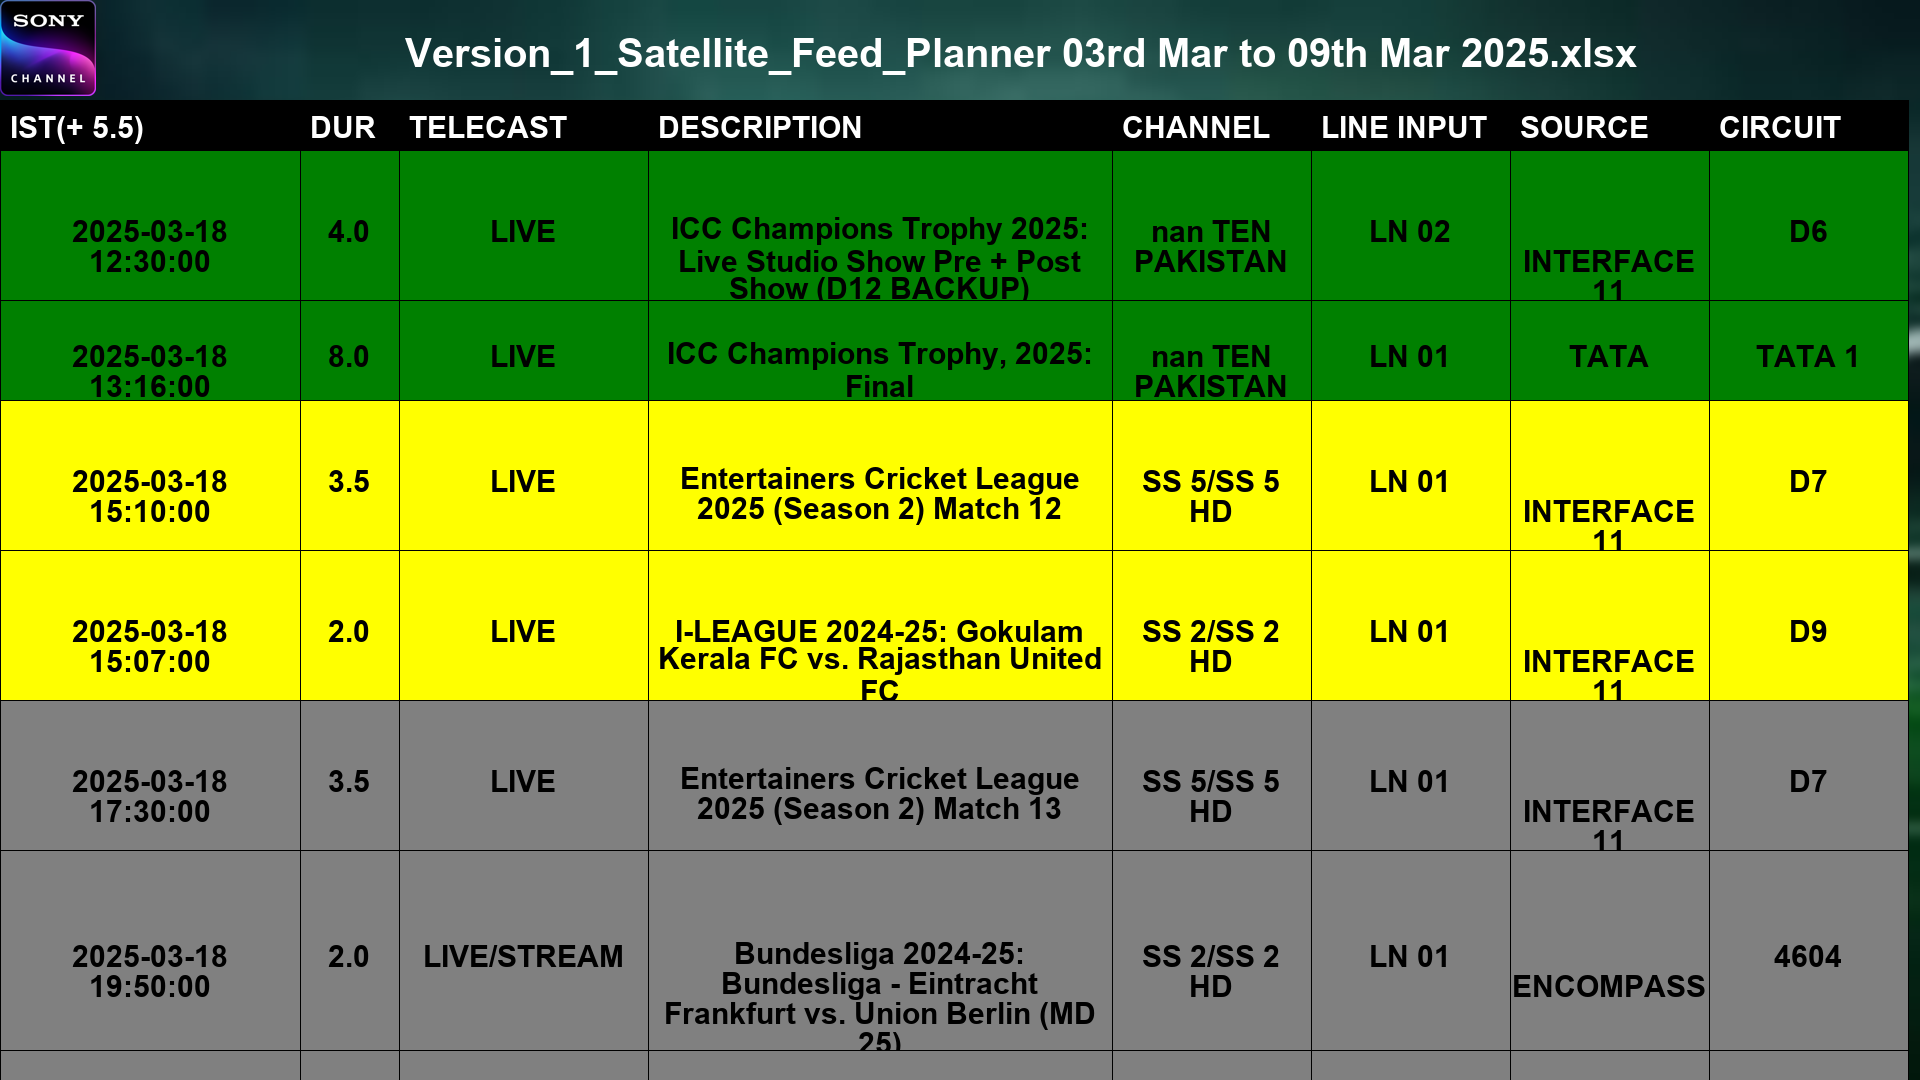 SONY
CHANNEL
Version_1_Satellite_Feed_Planner 03rd Mar to 09th Mar 2025.xlsx
IST(+ 5.5) DUR TELECAST DESCRIPTION CHANNEL LINE INPUT SOURCE CIRCUIT
2025-03-18
12:30:00
4.0
LIVE
ICC Champions Trophy 2025:
Live Studio Show Pre + Post
Show (D12 BACKUP)
nan TEN
PAKISTAN
LN 02
INTERFACE
11
D6
2025-03-18
13:16:00
8.0
LIVE
ICC Champions Trophy, 2025:
Final
nan TEN
PAKISTAN
LN 01
TATA
TATA 1
2025-03-18
15:10:00
3.5
LIVE
Entertainers Cricket League
2025 (Season 2) Match 12
SS 5/SS 5
HD
LN 01
INTERFACE
11
D7
2025-03-18
15:07:00
2.0
LIVE
I-LEAGUE 2024-25: Gokulam
Kerala FC vs. Rajasthan United
FC
SS 2/SS 2
HD
LN 01
INTERFACE
11
D9
2025-03-18
17:30:00
3.5
LIVE
Entertainers Cricket League
2025 (Season 2) Match 13
SS 5/SS 5
HD
LN 01
INTERFACE
11
D7
2025-03-18
19:50:00
2.0
LIVE/STREAM
Bundesliga 2024-25:
Bundesliga - Eintracht
Frankfurt vs. Union Berlin (MD
25)
SS 2/SS 2
HD
LN 01
ENCOMPASS
4604